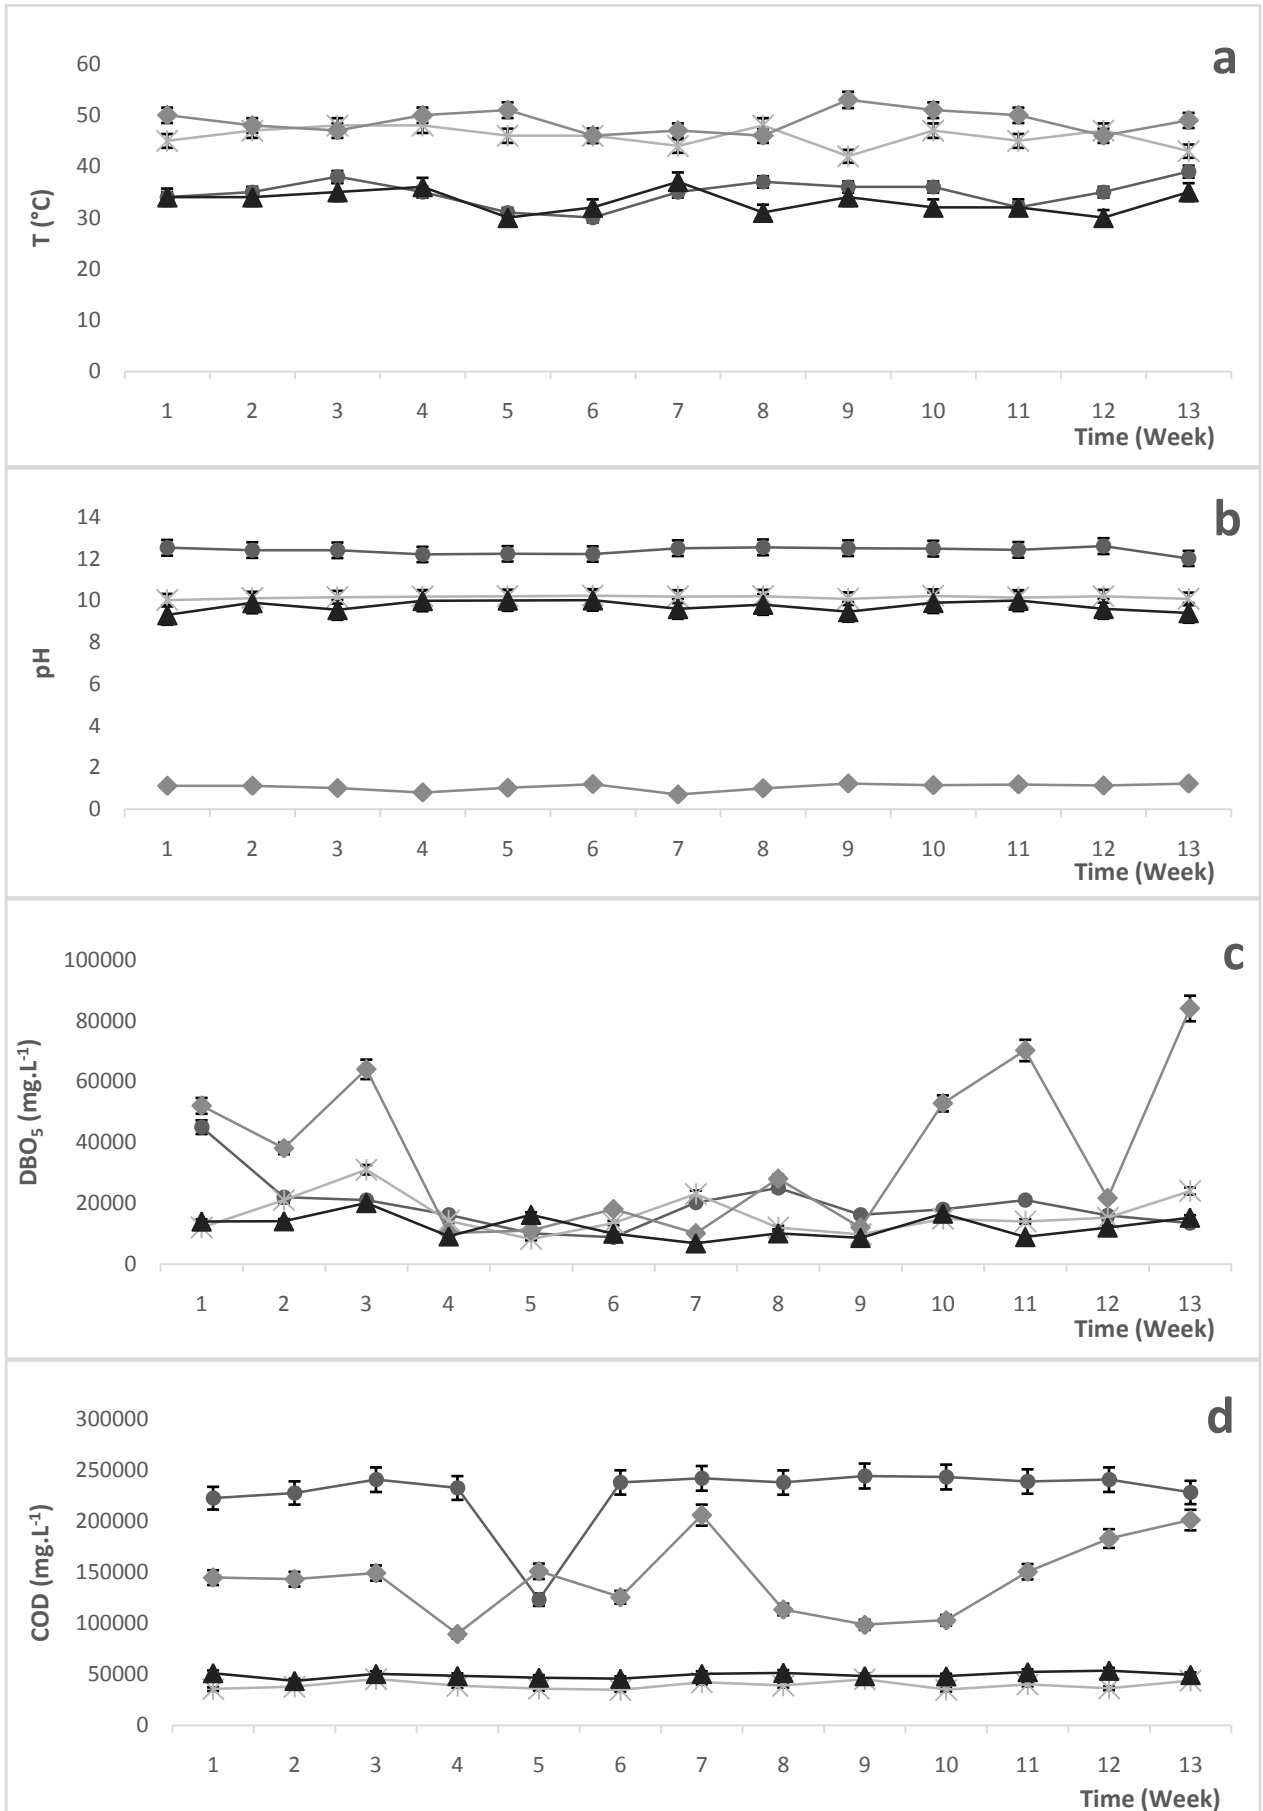 a
60
50
40
30
20
10
0
T (°C)
1 2 3 4 5 6 7 8 9 10 11 12 13
Time (Week)
b
14
12
10
8
6
4
2
0
pH
1 2 3 4 5 6 7 8 9 10 11 12 13
Time (Week)
c
100000
80000
60000
40000
20000
0
DBO₅ (mg.L⁻¹)
1 2 3 4 5 6 7 8 9 10 11 12 13
Time (Week)
d
300000
250000
200000
150000
100000
50000
0
COD (mg.L⁻¹)
1 2 3 4 5 6 7 8 9 10 11 12 13
Time (Week)